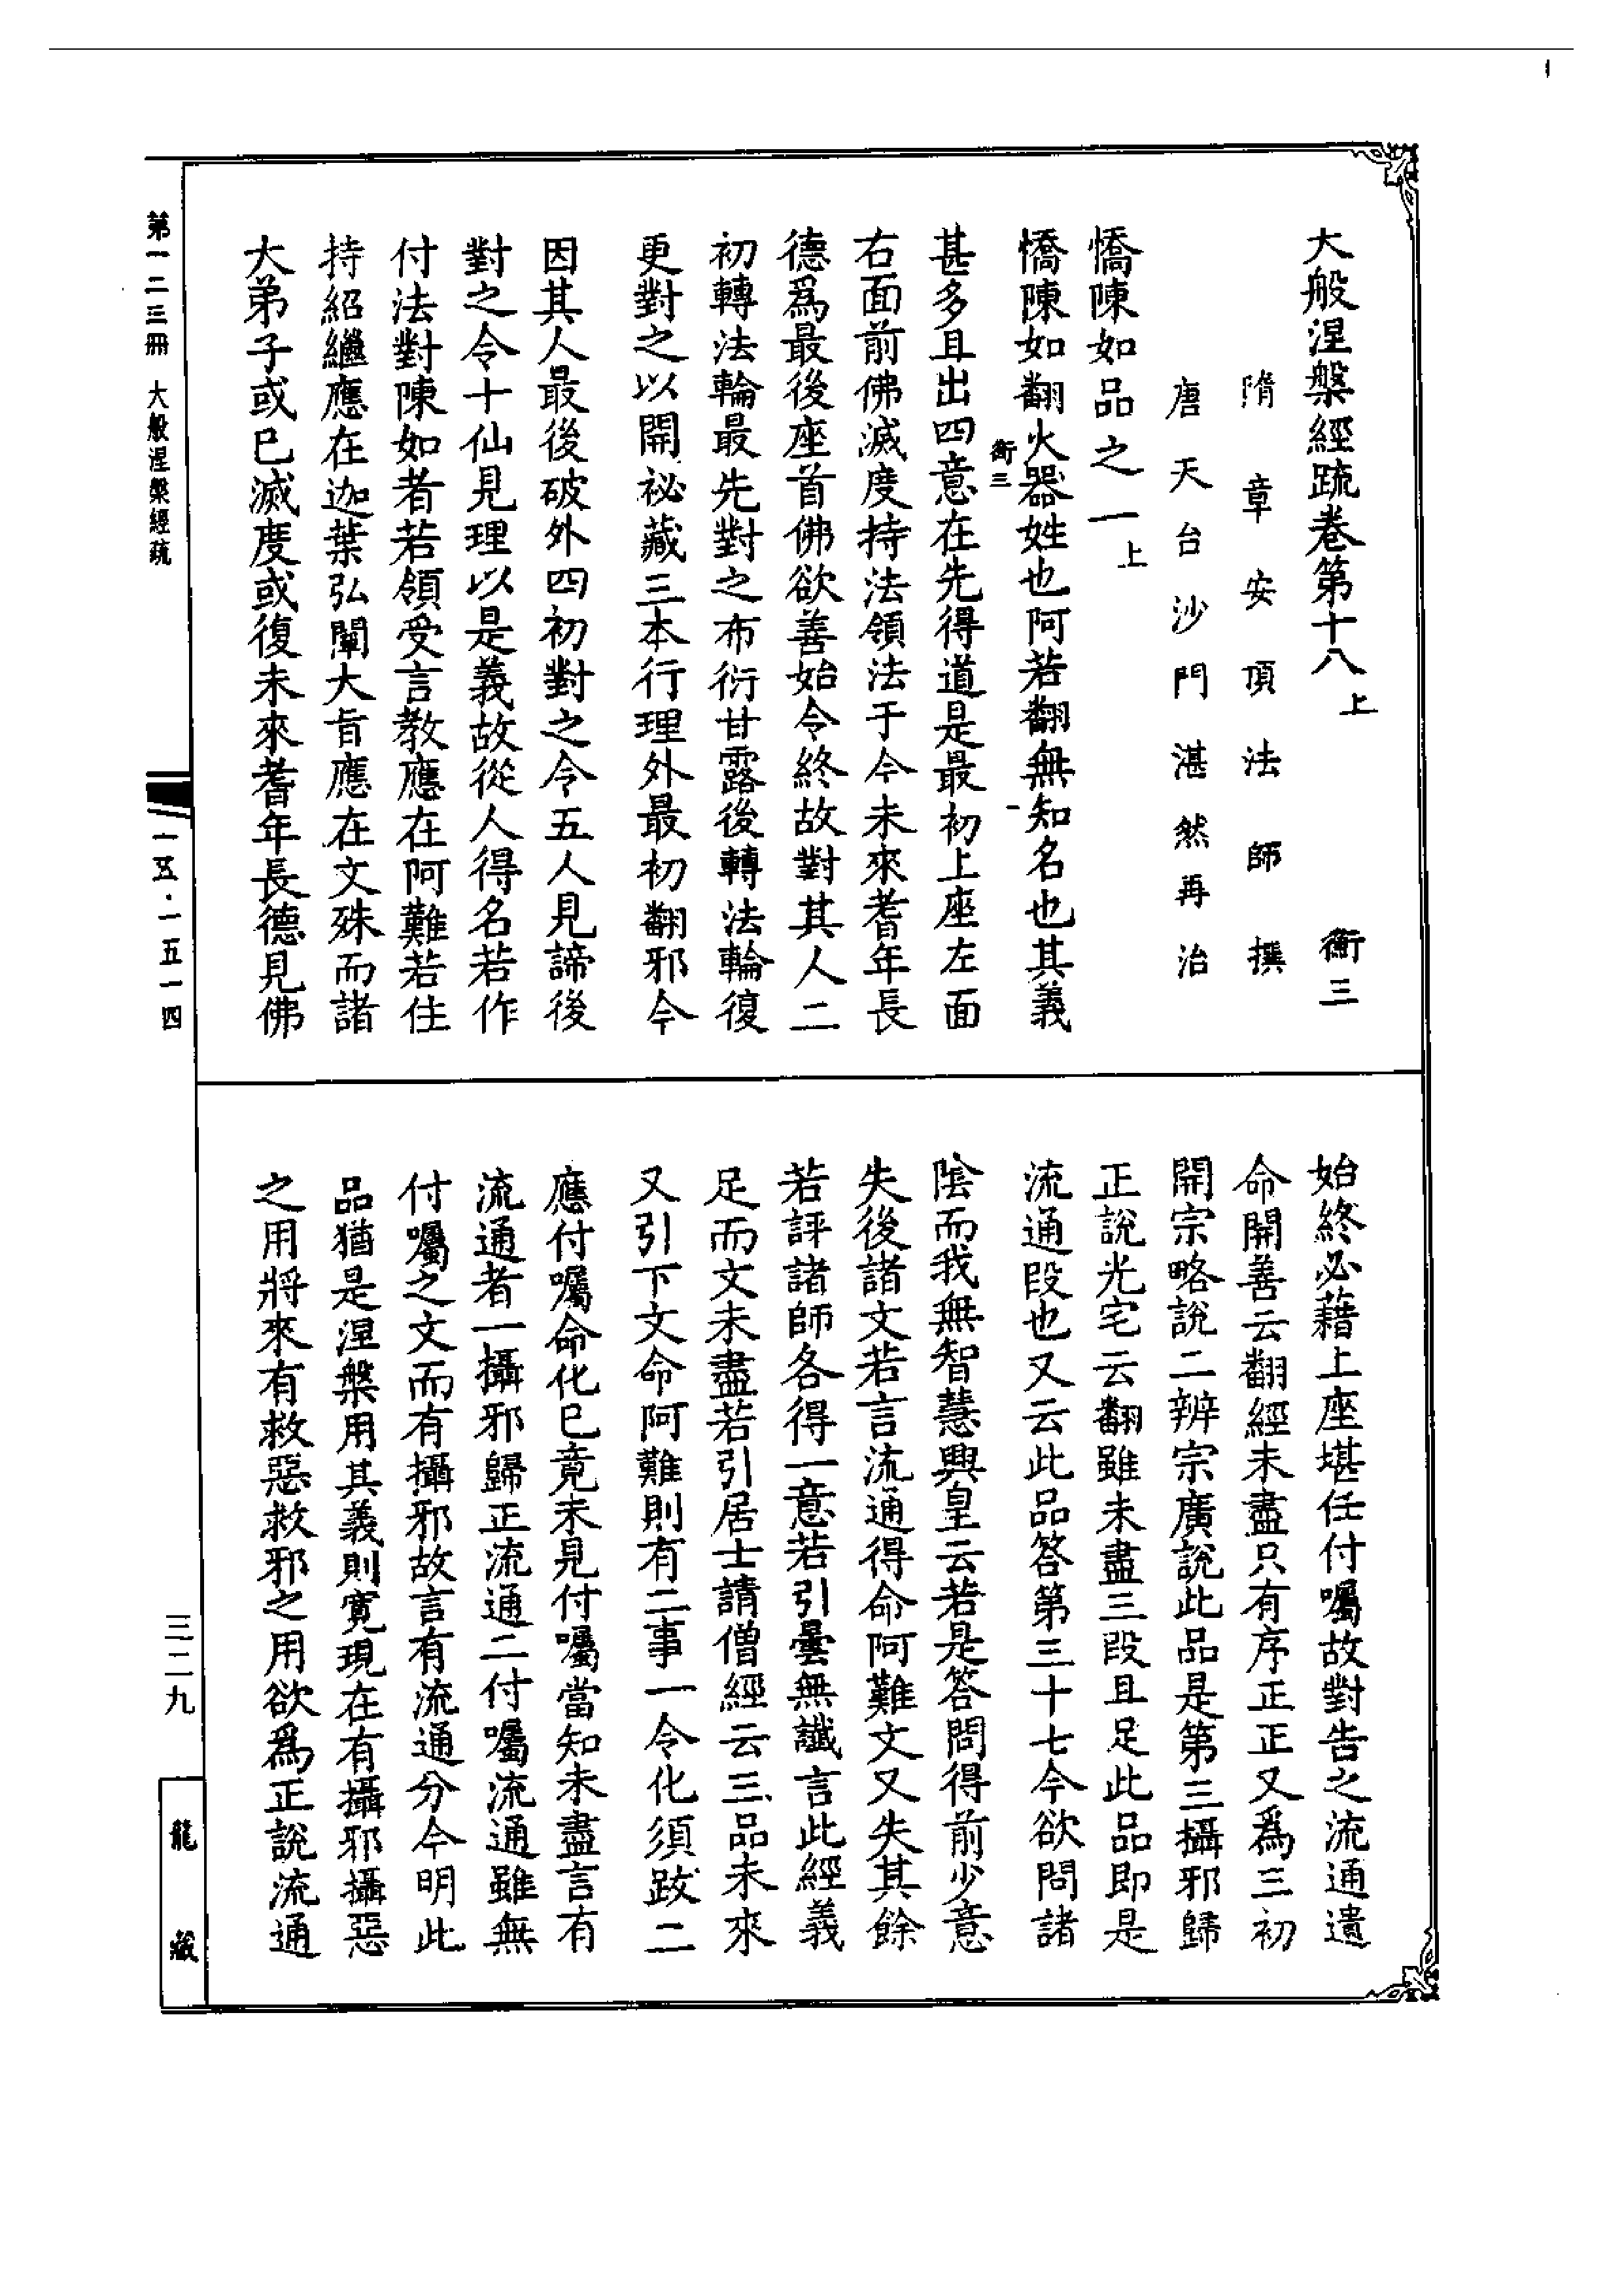 大般涅槃經疏卷第十八上　衡三
隋章安頂法師撰
唐天台沙門湛然再治
憍陳如品之一上
憍陳如翻火器姓也阿若翻無知名也其義
衡三
甚多且出四意在先得道是最初上座左面
右面前佛滅度持法領法于今未來耆年長
德爲最後座首佛欲善始令終故對其人二
初轉法輪最先對之布衍甘露後轉法輪復
更對之以開祕藏三本行理外最初翻邪今
因其人最後破外四初對之令五人見諦後
對之令十仙見理以是義故從人得名若作
付法對陳如者若領受言教應在阿難若住
持紹繼應在迦葉弘闡大旨應在文殊而諸
大弟子或已滅度或復未來耆年長德見佛
始終必藉上座堪任付囑故對告之流通遺
命開善云翻經未盡只有序正正又爲三初
開宗略說二辨宗廣說此品是第三攝邪歸
正說光宅云翻雖未盡三段且足此品即是
流通段也又云此品答第三十七今欲問諸
陰而我無智慧興皇云若是答問得前少意
失後諸文若言流通得命阿難文又失其餘
若評諸師各得一意若引曇無讖言此經義
足而文未盡若引居士請僧經云三品未來
又引下文命阿難則有二事一令化須跋二
應付囑命化已竟未見付囑當知未盡言有
流通者一攝邪歸正流通二付囑流通雖無
付囑之文而有攝邪故言有流通分今明此
品猶是涅槃用其義則寬現在有攝邪攝惡
之用將來有救惡救邪之用欲爲正說流通
第一二三冊　大般涅槃經疏
一五·一五一四
三二九
龍藏